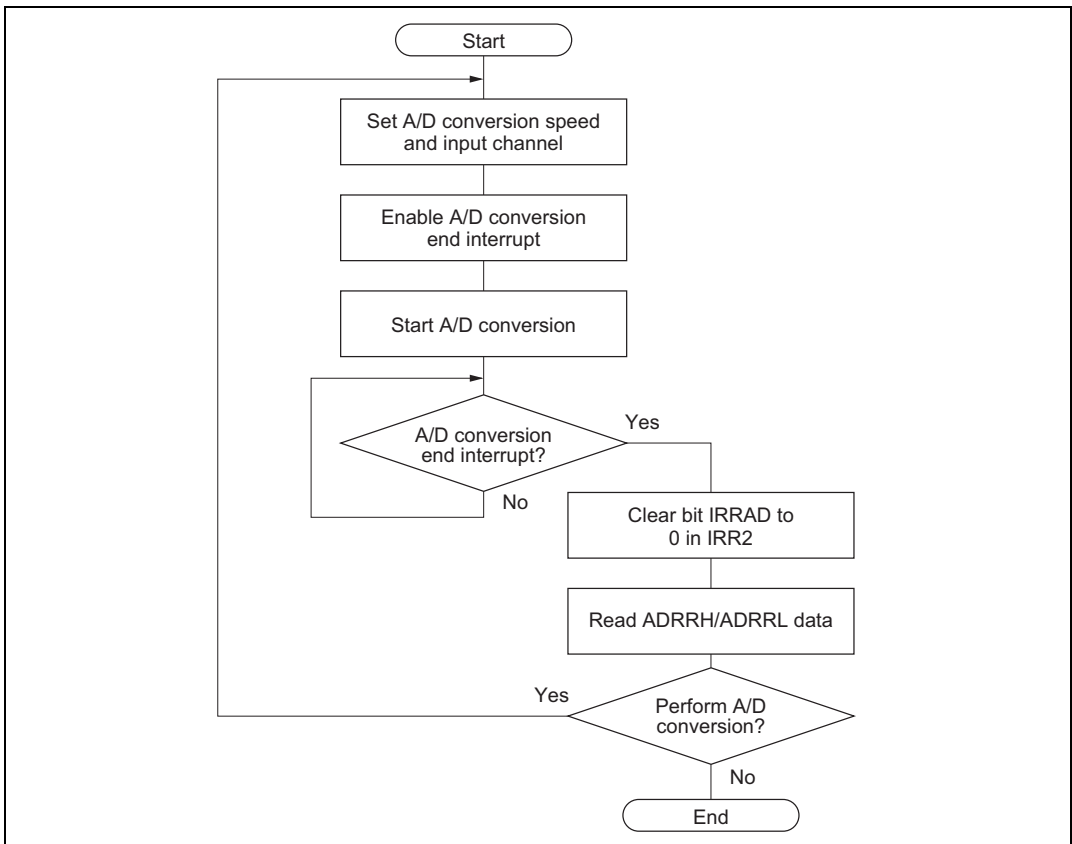 Start
Set A/D conversion speed
and input channel
Enable A/D conversion
end interrupt
Start A/D conversion
A/D conversion
end interrupt?
Yes
No
Clear bit IRRAD to
0 in IRR2
Read ADRRH/ADRRL data
Perform A/D
conversion?
Yes
No
End